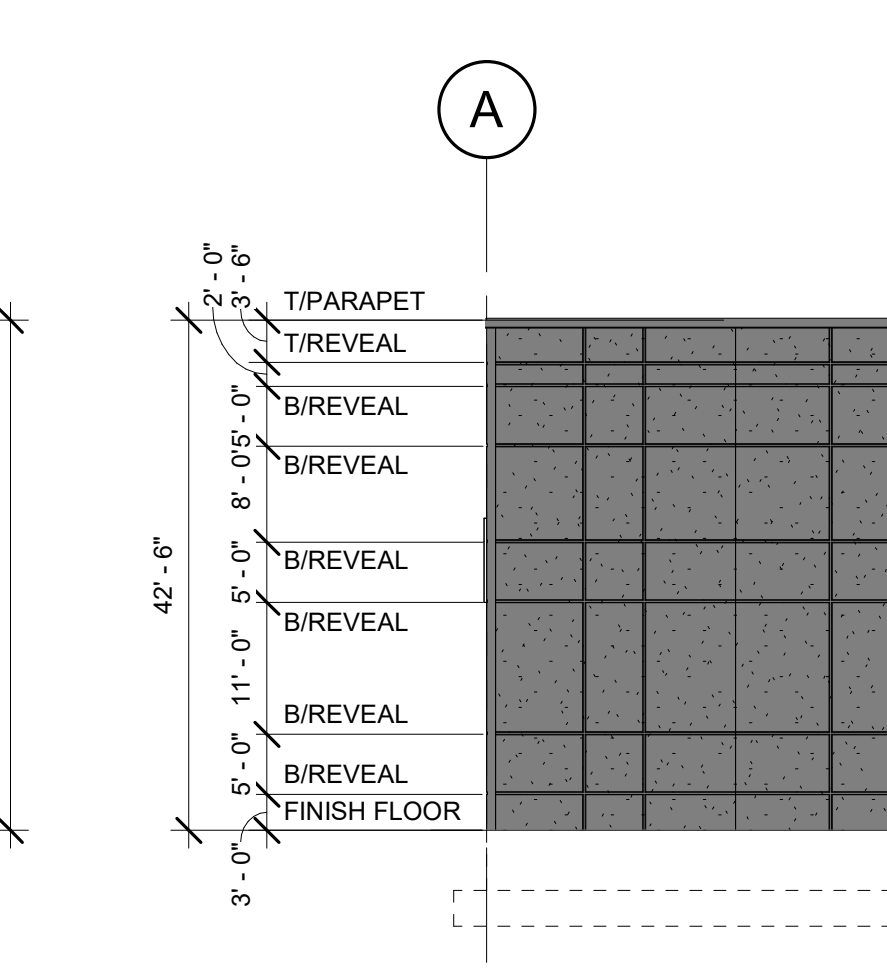 A
2' - 0"
3' - 6"
T/PARAPET
T/REVEAL
B/REVEAL
5' - 0"
B/REVEAL
8' - 0"
B/REVEAL
42' - 6"
5' - 0"
B/REVEAL
11' - 0"
B/REVEAL
5' - 0"
B/REVEAL
FINISH FLOOR
3' - 0"